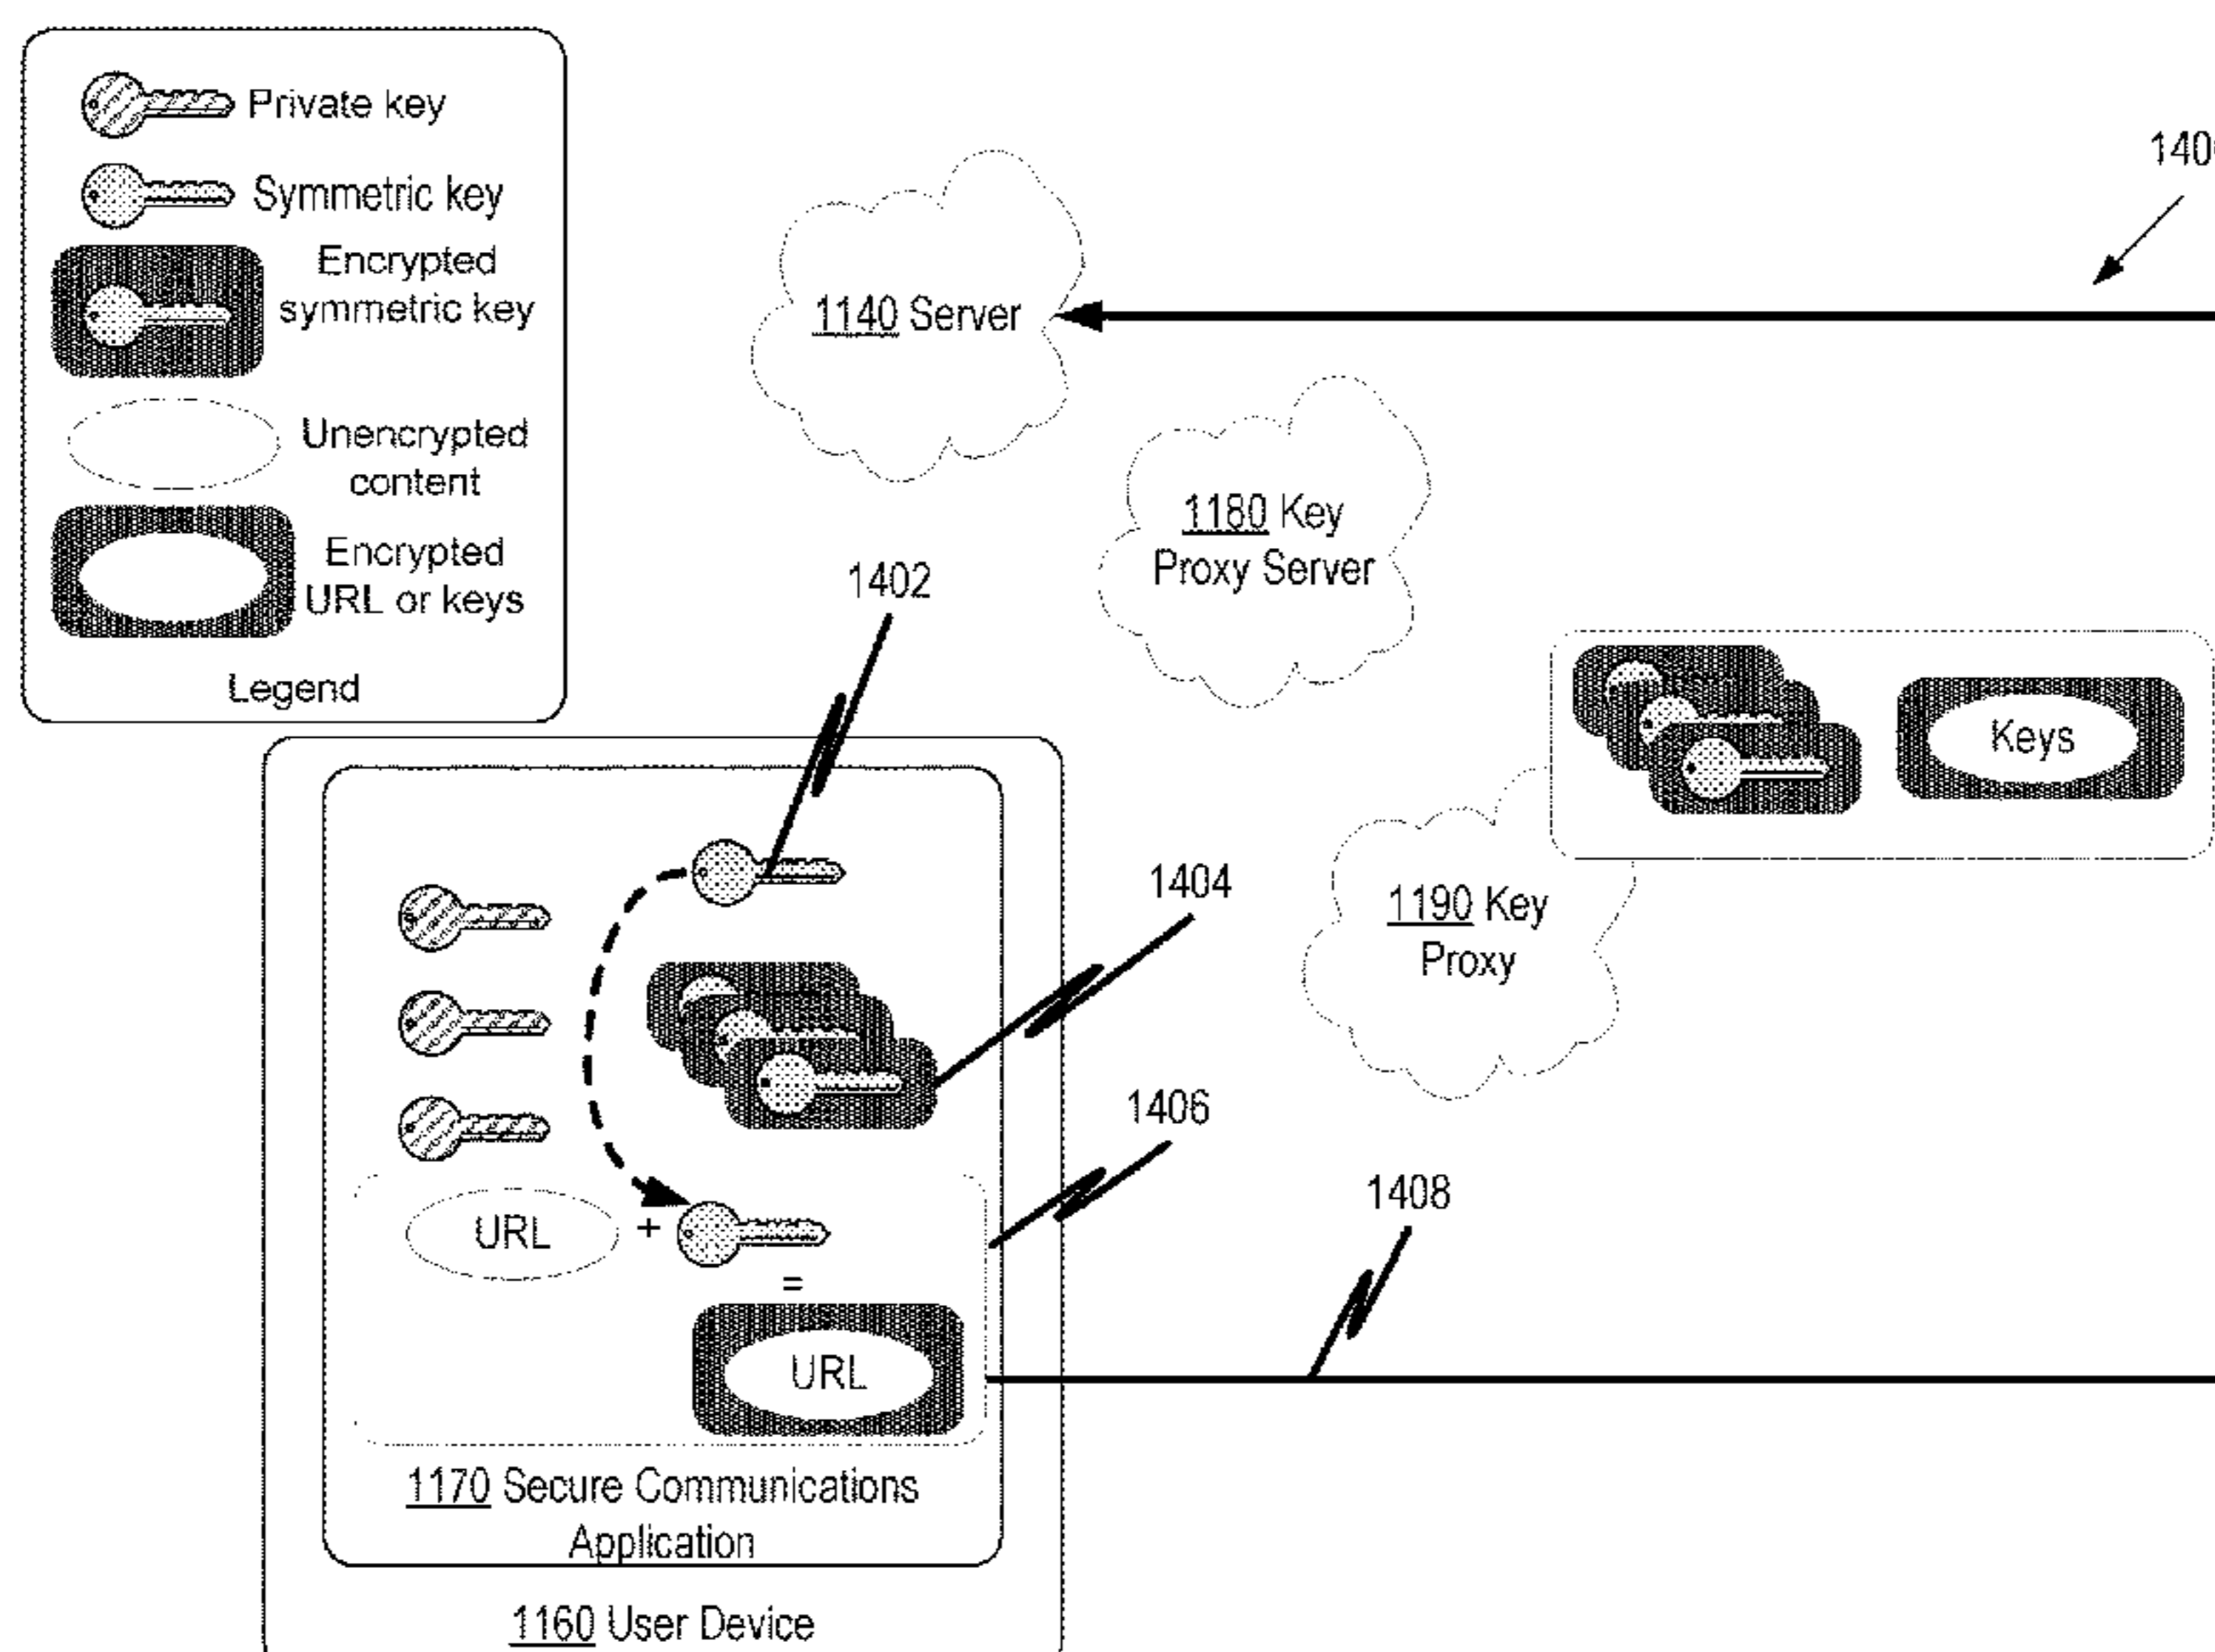 Private key
Symmetric key
Encrypted
symmetric key
Unencrypted
content
Encrypted
URL or keys
Legend
1140 Server
1180 Key
Proxy Server
1402
Keys
1404
1190 Key
Proxy
1406
1408
URL
+
=
URL
1170 Secure Communications
Application
1160 User Device